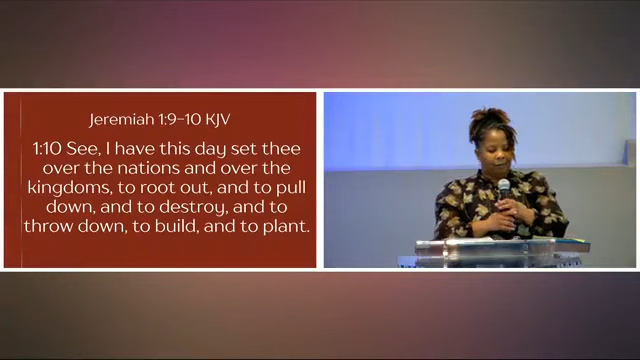 Jeremiah 1:9-10 KJV
1:10 See, I have this day set thee
over the nations and over the
kingdoms, to root out, and to pull
down, and to destroy, and to
throw down, to build, and to plant.